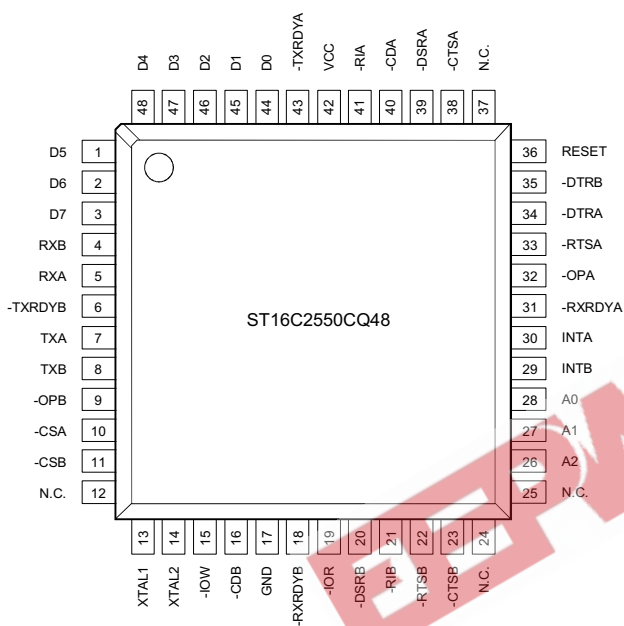 D4 D3 D2 D1 D0 -TXRDYA VCC -RIA -CDA -DSRA -CTSA N.C.
48 47 46 45 44 43 42 41 40 39 38 37
D5 1
D6 2
D7 3
RXB 4
RXA 5
-TXRDYB 6
TXA 7
TXB 8
-OPB 9
-CSA 10
-CSB 11
N.C. 12
ST16C2550CQ48
36 RESET
35 -DTRB
34 -DTRA
33 -RTSA
32 -OPA
31 -RXRDYA
30 INTA
29 INTB
28 A0
27 A1
26 A2
25 N.C.
13 14 15 16 17 18 19 20 21 22 23 24
XTAL1 XTAL2 -IOW -CDB GND -RXRDYB -IOR -DSRB -RIB -RTSB -CTSB N.C.